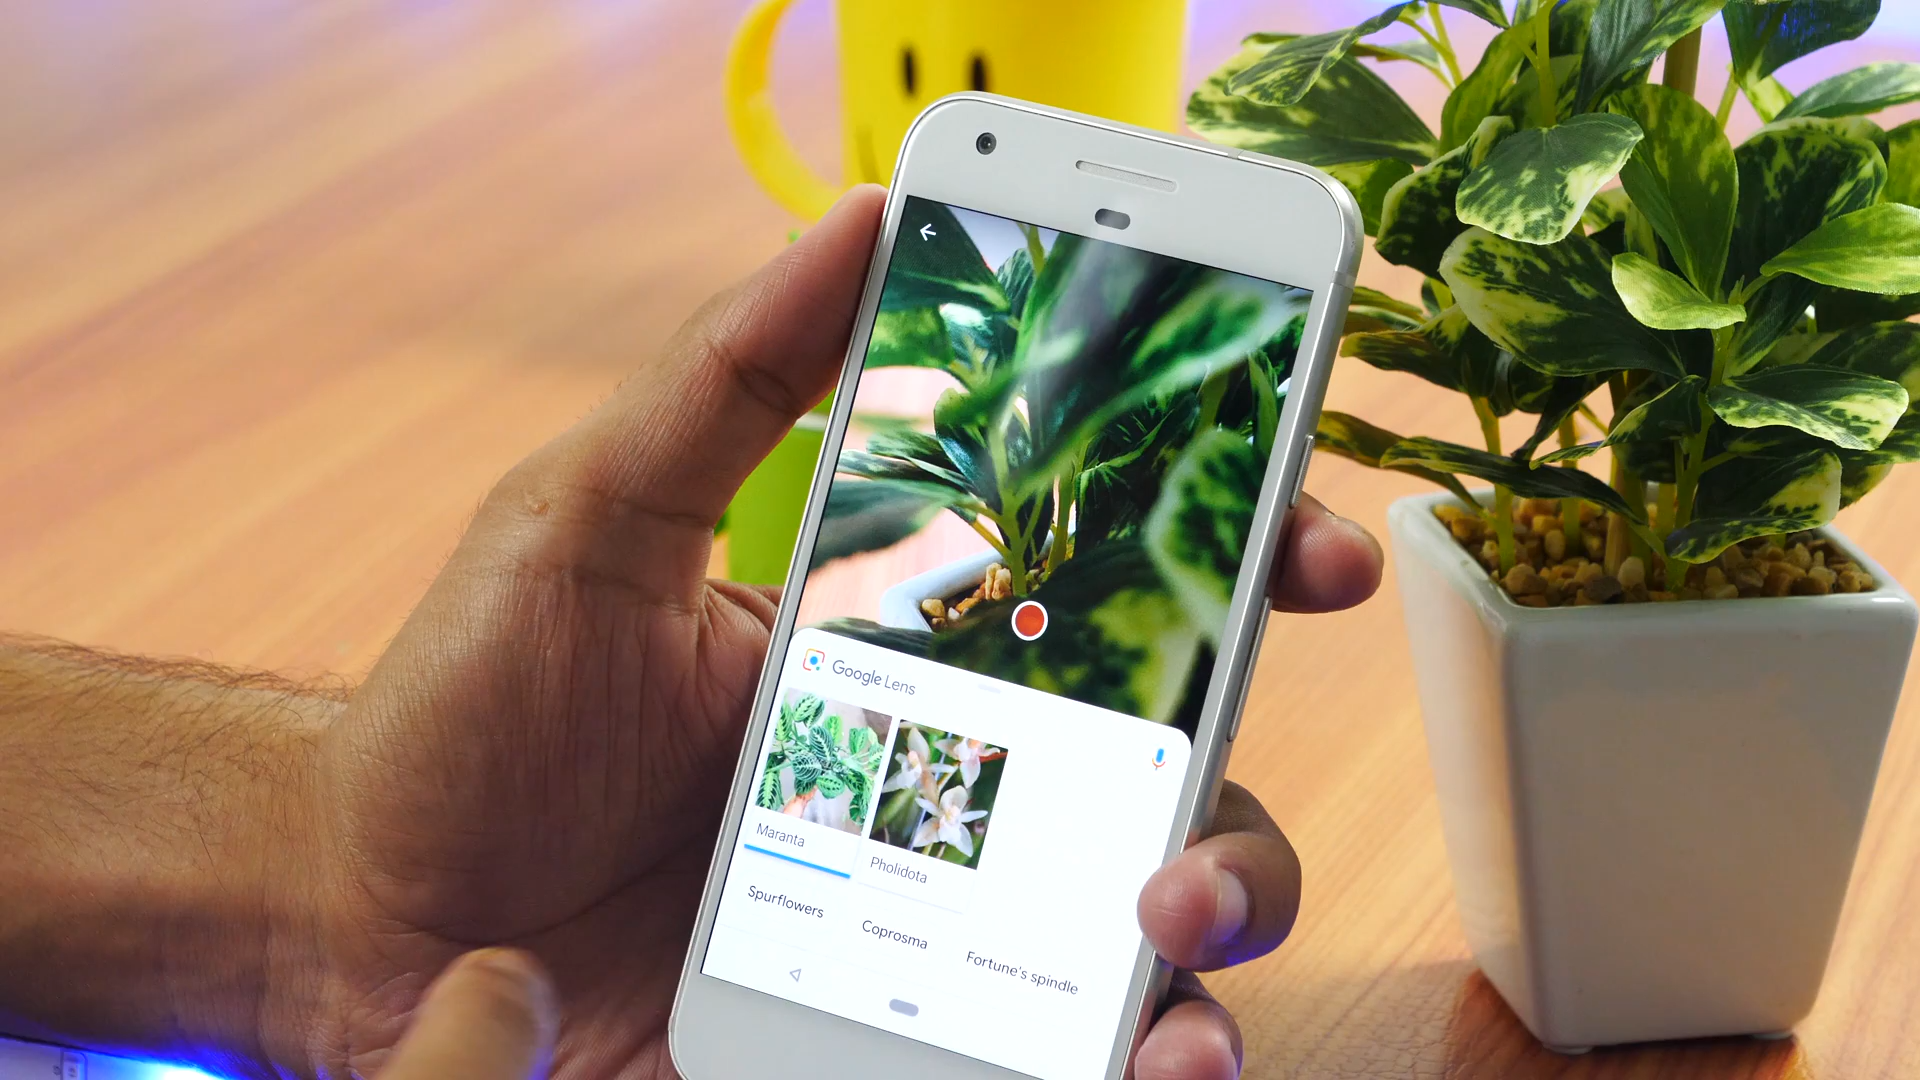 Google Lens
Maranta
Pholidota
Spurflowers
Coprosma
Fortune's spindle